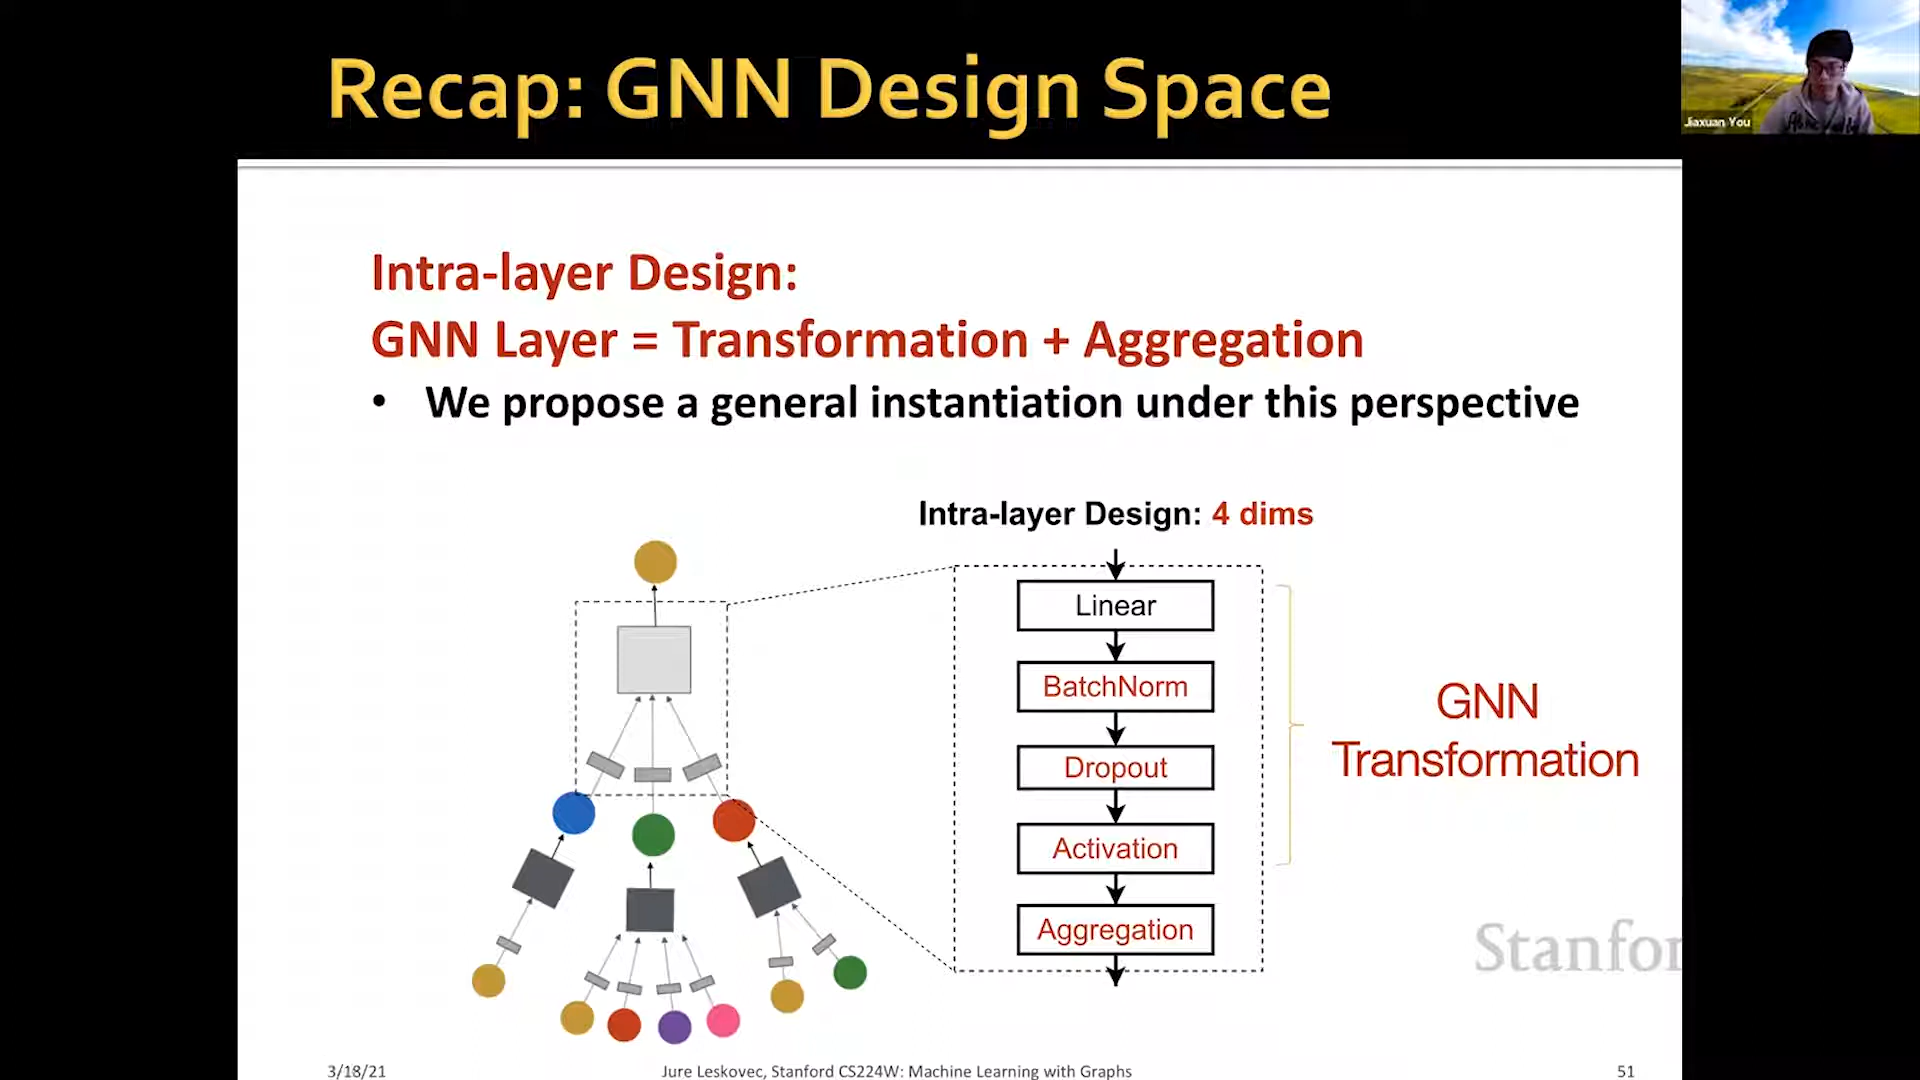 Recap: GNN Design Space
Jiaxuan You
Intra-layer Design:
GNN Layer = Transformation + Aggregation
• We propose a general instantiation under this perspective
Intra-layer Design: 4 dims
Linear
BatchNorm
Dropout
Activation
Aggregation
GNN
Transformation
Stanfor
3/18/21
Jure Leskovec, Stanford CS224W: Machine Learning with Graphs
51